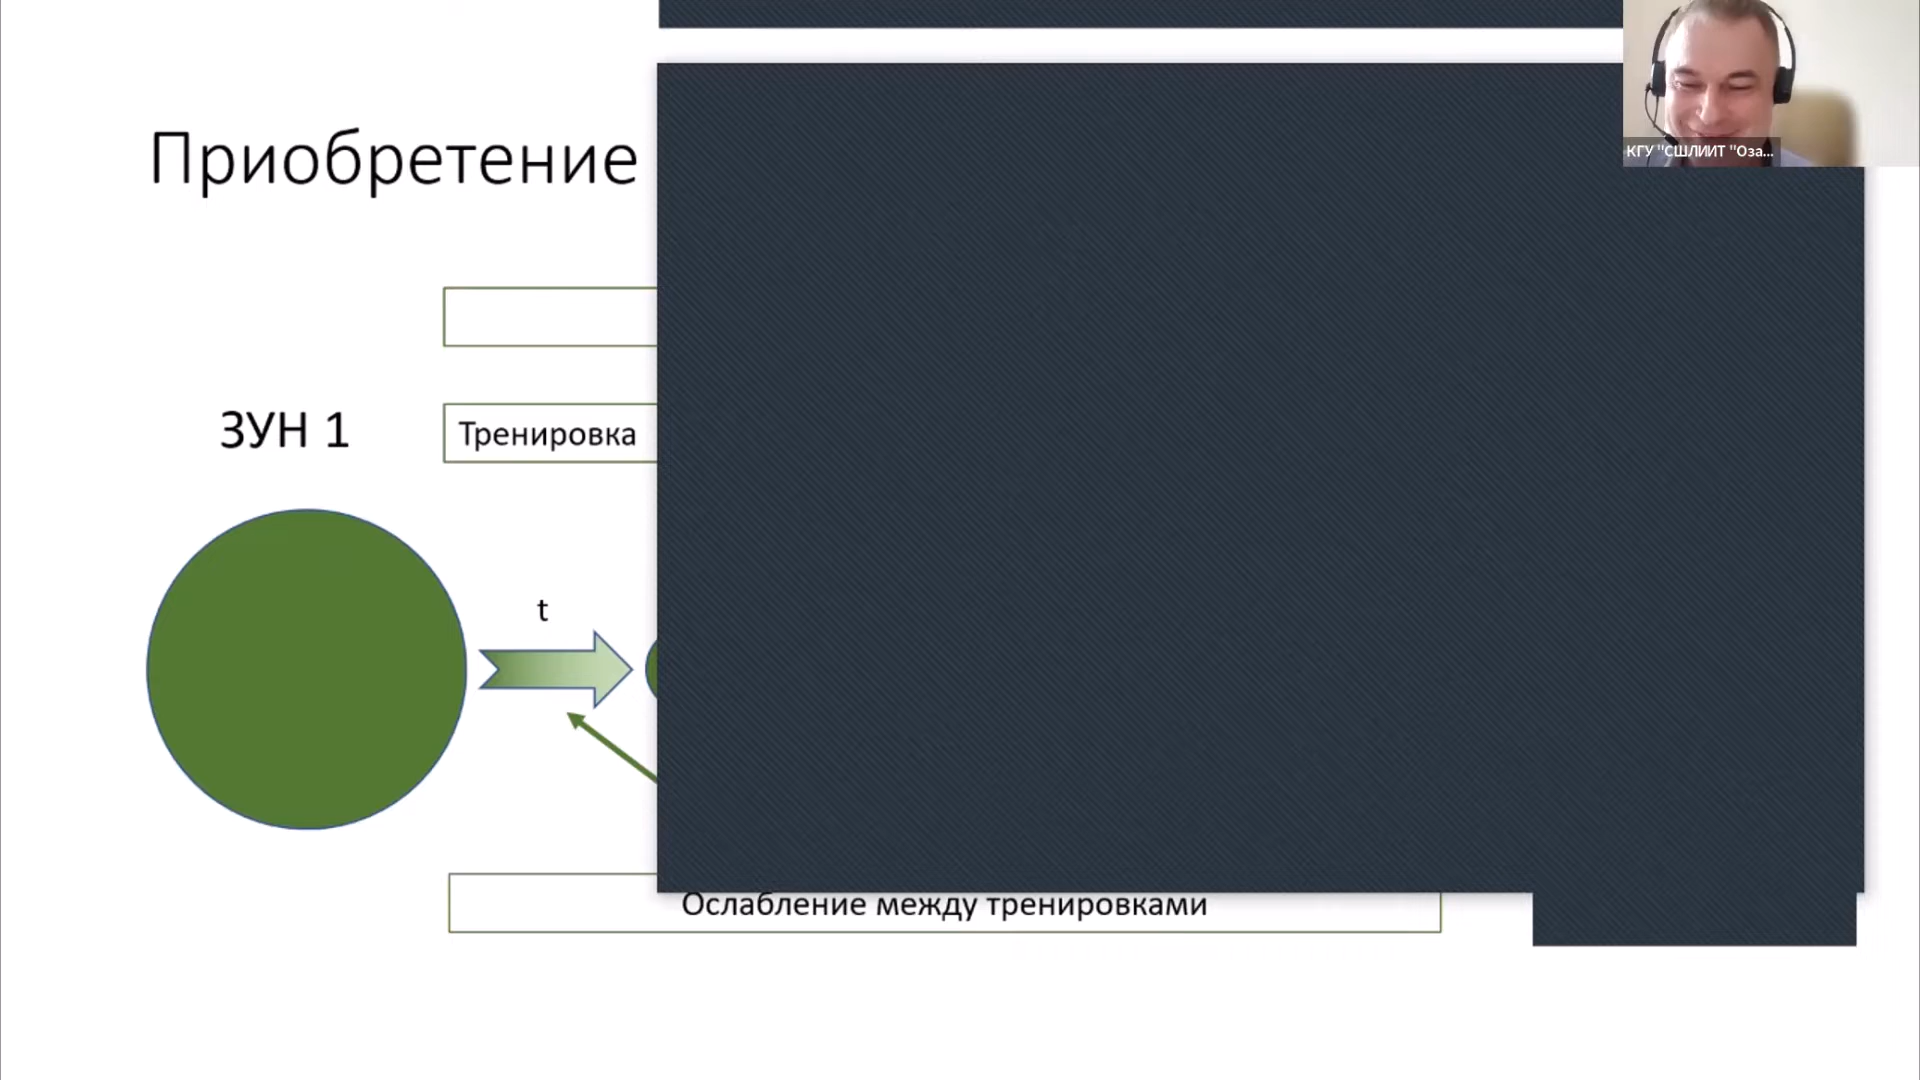 КГУ "СШЛИИТ "Оза...
Приобретение
ЗУН 1
Тренировка
t
Ослабление между тренировками